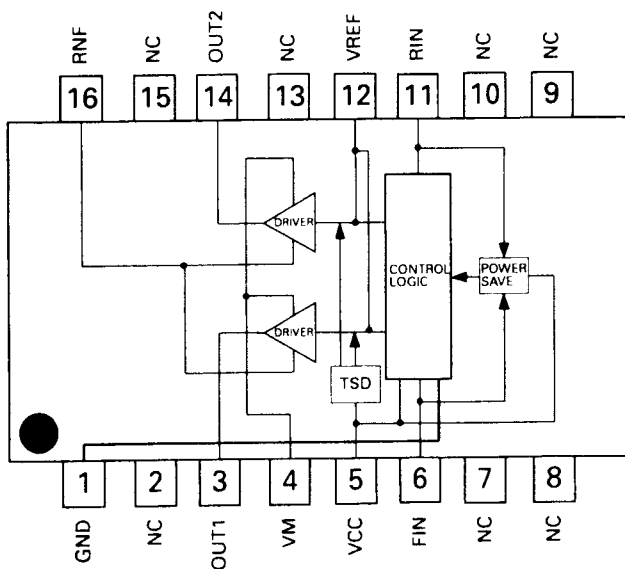 RNF NC OUT2 NC VREF RIN NC NC
16 15 14 13 12 11 10 9
DRIVER
CONTROL
LOGIC
POWER
SAVE
DRIVER
TSD
1 2 3 4 5 6 7 8
GND NC OUT1 VM VCC FIN NC NC